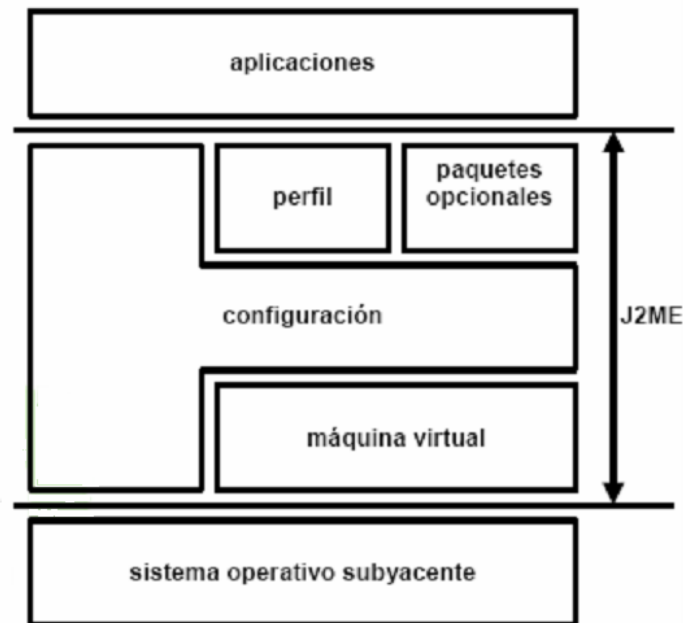 aplicaciones
perfil
paquetes
opcionales
configuración
J2ME
máquina virtual
sistema operativo subyacente